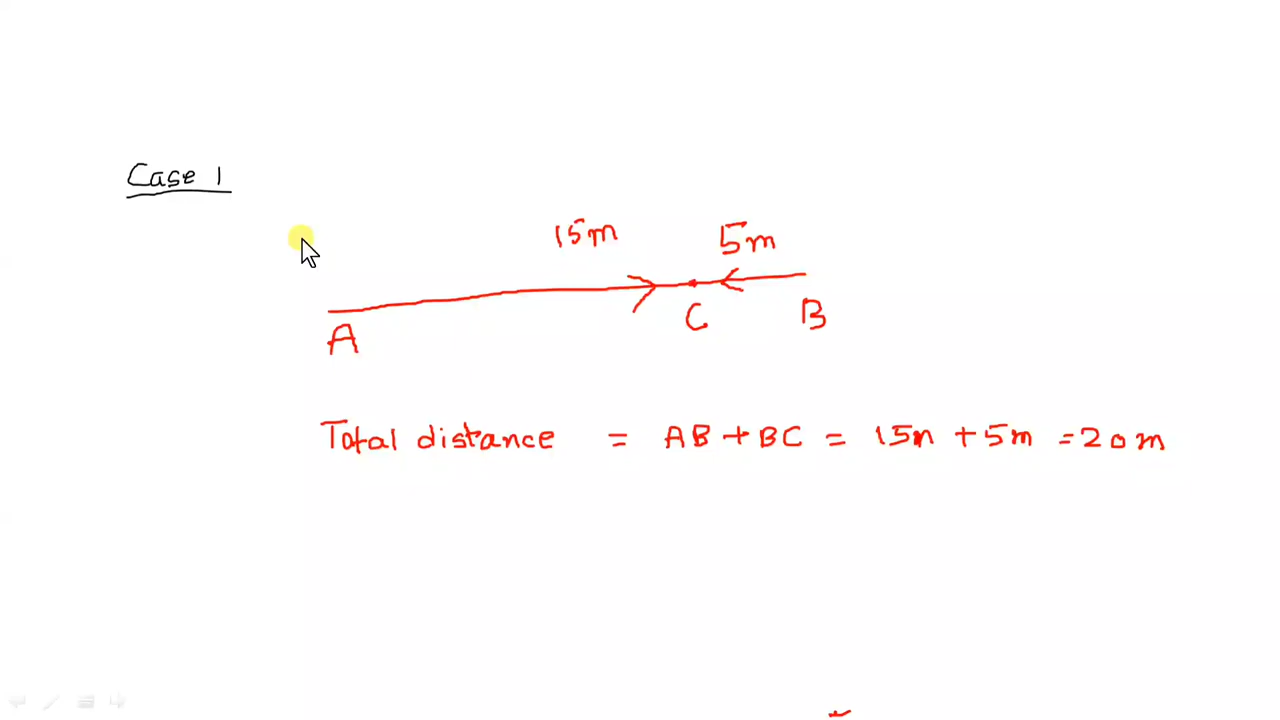 Case 1
15m 5m
A C B
Total distance = AB + BC = 15m + 5m = 20m